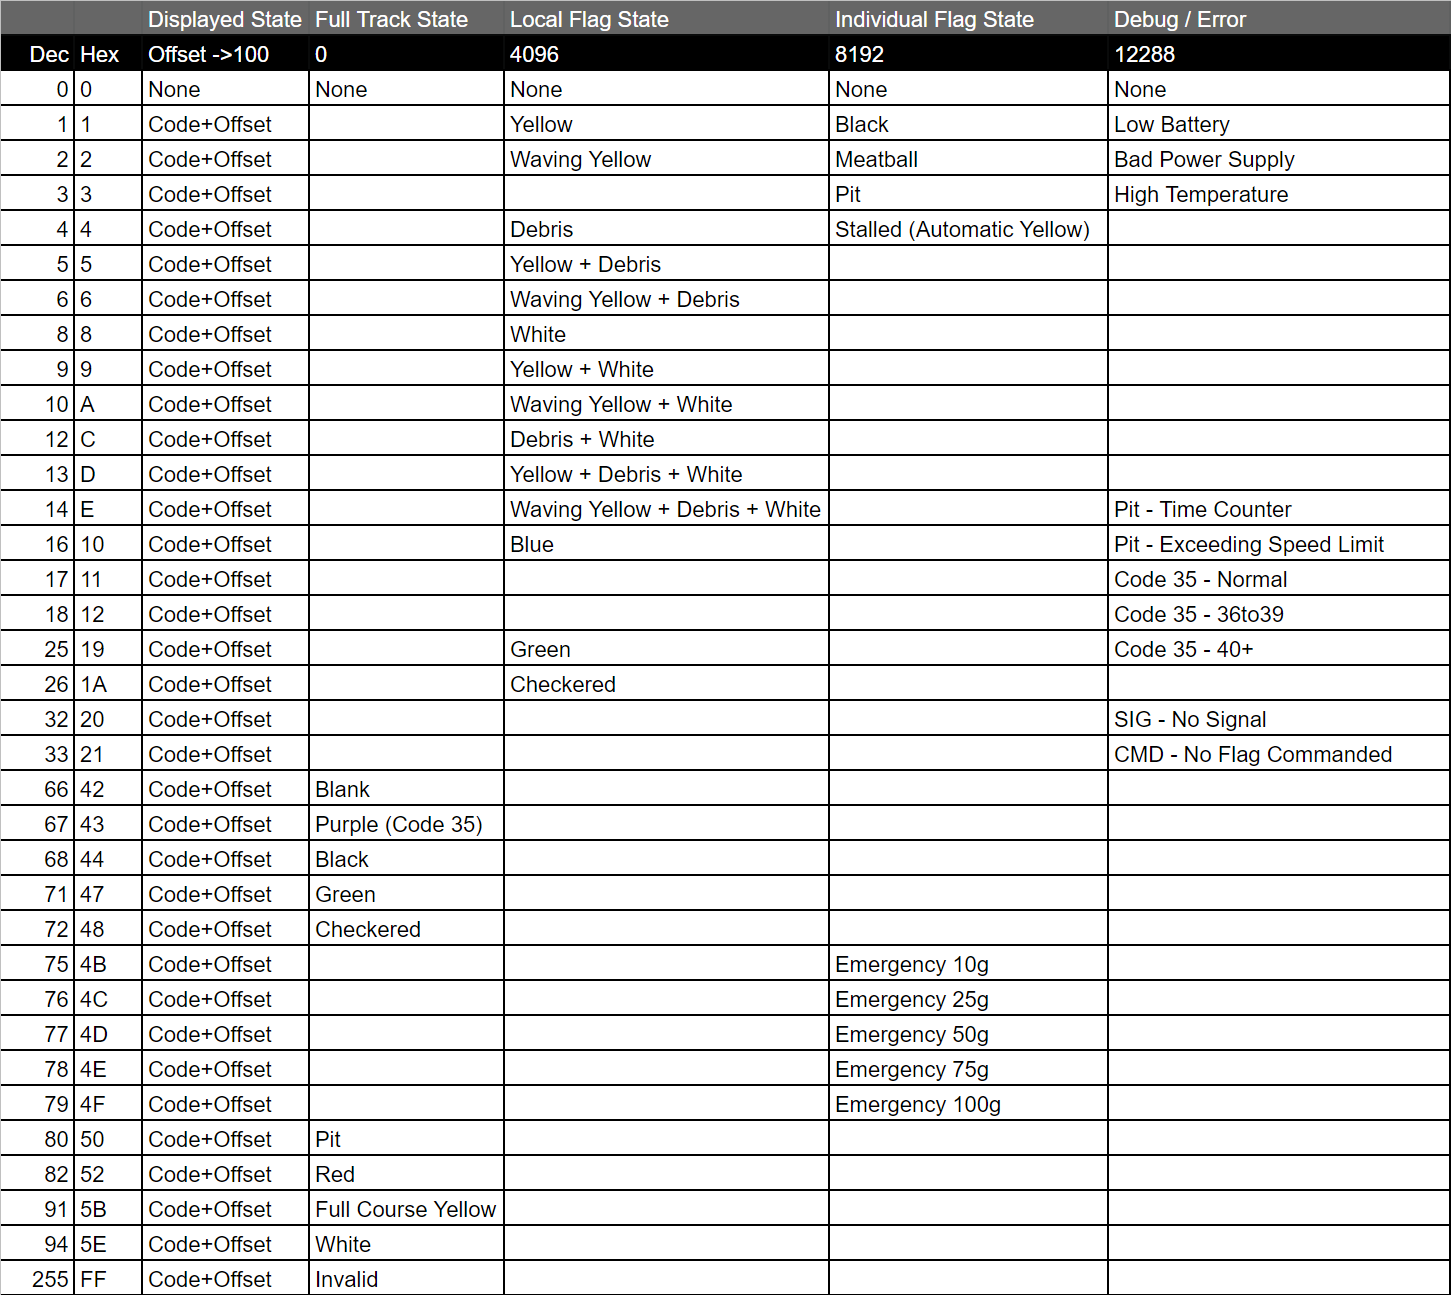 Displayed State Full Track State Local Flag State Individual Flag State Debug / Error
Dec Hex Offset ->100 0 4096 8192 12288
0 0 None None None None None
1 1 Code+Offset Yellow Black Low Battery
2 2 Code+Offset Waving Yellow Meatball Bad Power Supply
3 3 Code+Offset Pit High Temperature
4 4 Code+Offset Debris Stalled (Automatic Yellow)
5 5 Code+Offset Yellow + Debris
6 6 Code+Offset Waving Yellow + Debris
8 8 Code+Offset White
9 9 Code+Offset Yellow + White
10 A Code+Offset Waving Yellow + White
12 C Code+Offset Debris + White
13 D Code+Offset Yellow + Debris + White
14 E Code+Offset Waving Yellow + Debris + White Pit - Time Counter
16 10 Code+Offset Blue Pit - Exceeding Speed Limit
17 11 Code+Offset Code 35 - Normal
18 12 Code+Offset Code 35 - 36to39
25 19 Code+Offset Green Code 35 - 40+
26 1A Code+Offset Checkered
32 20 Code+Offset SIG - No Signal
33 21 Code+Offset CMD - No Flag Commanded
66 42 Code+Offset Blank
67 43 Code+Offset Purple (Code 35)
68 44 Code+Offset Black
71 47 Code+Offset Green
72 48 Code+Offset Checkered
75 4B Code+Offset Emergency 10g
76 4C Code+Offset Emergency 25g
77 4D Code+Offset Emergency 50g
78 4E Code+Offset Emergency 75g
79 4F Code+Offset Emergency 100g
80 50 Code+Offset Pit
82 52 Code+Offset Red
91 5B Code+Offset Full Course Yellow
94 5E Code+Offset White
255 FF Code+Offset Invalid